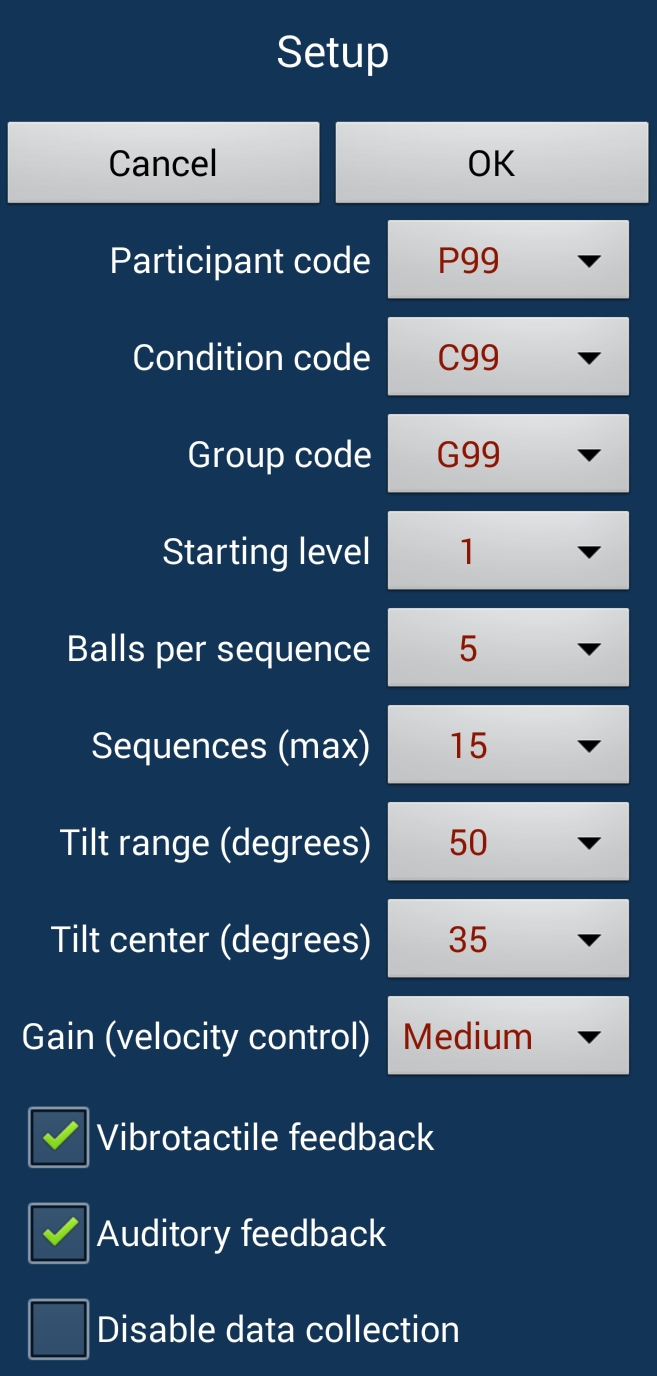 Setup
Cancel OK
Participant code P99
Condition code C99
Group code G99
Starting level 1
Balls per sequence 5
Sequences (max) 15
Tilt range (degrees) 50
Tilt center (degrees) 35
Gain (velocity control) Medium
Vibrotactile feedback
Auditory feedback
Disable data collection